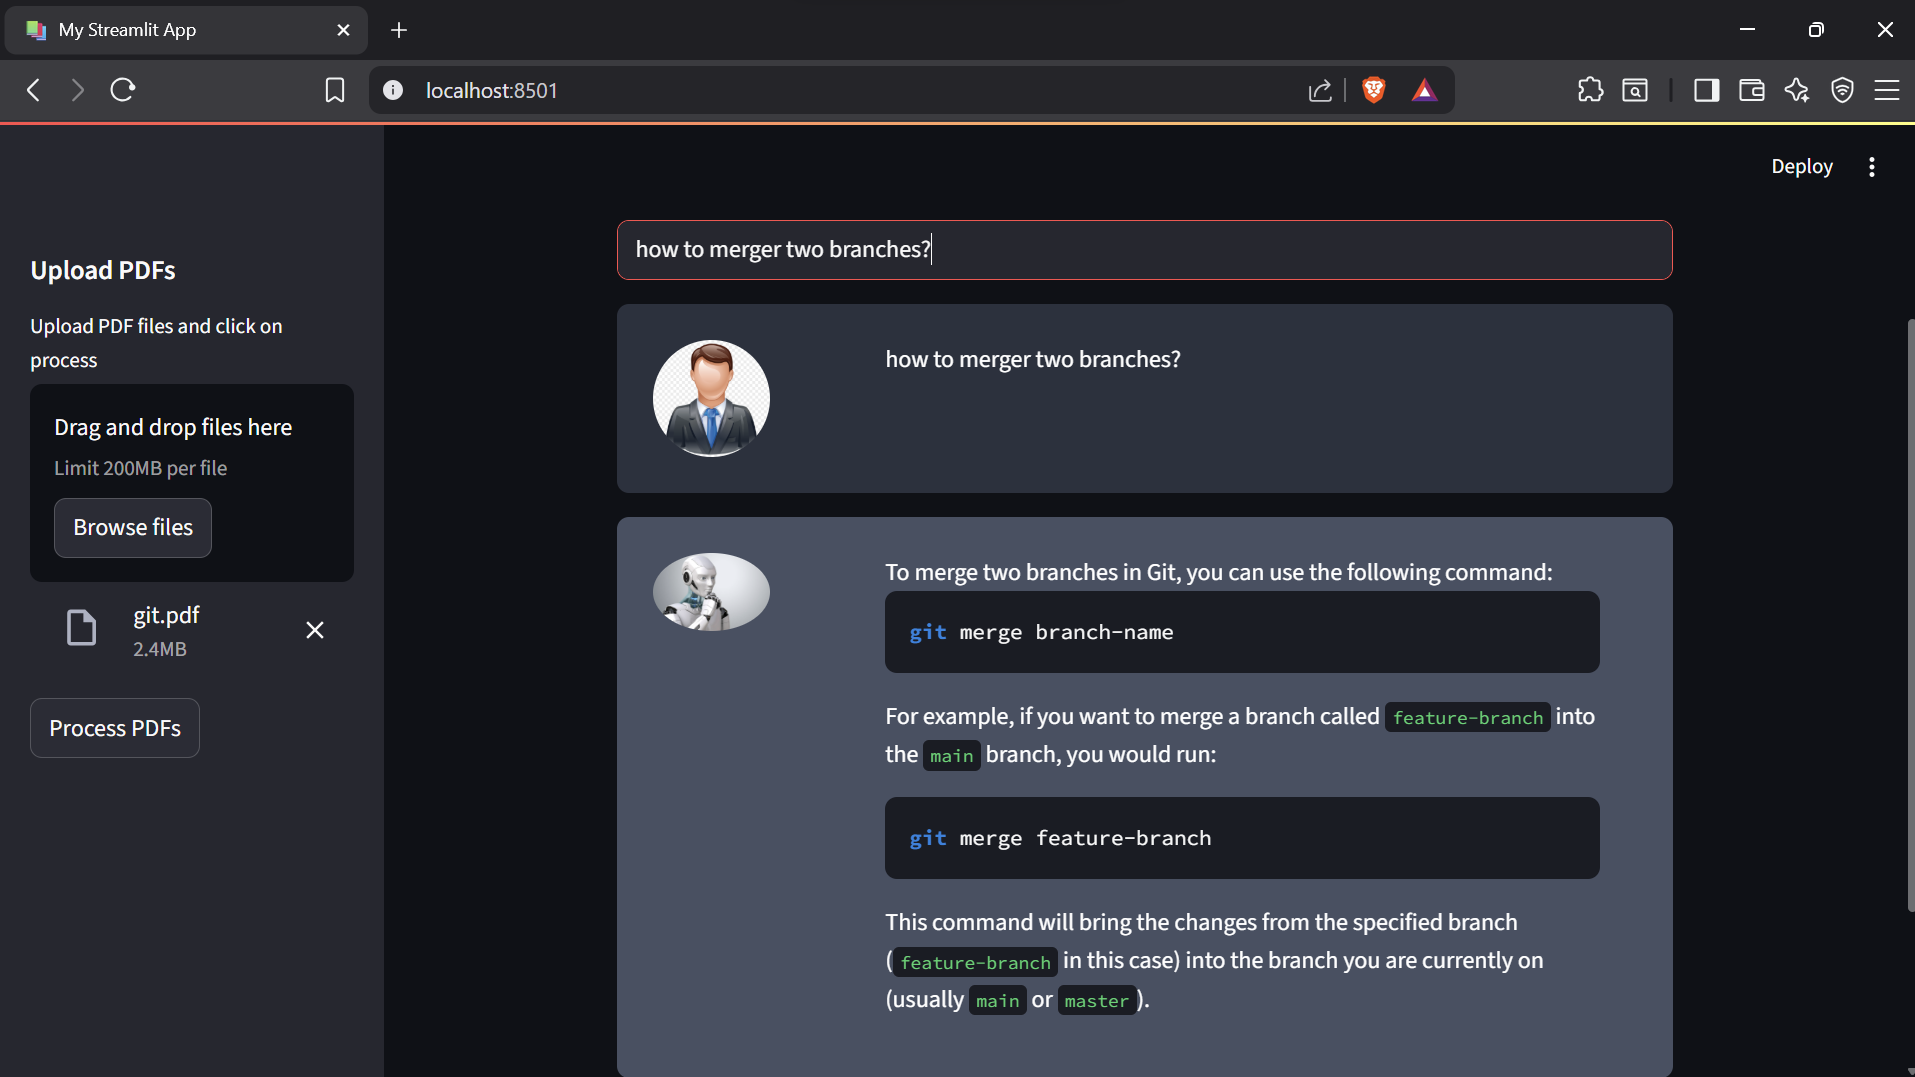 My Streamlit App
localhost:8501
Deploy
Upload PDFs
Upload PDF files and click on
process
Drag and drop files here
Limit 200MB per file
Browse files
git.pdf
2.4MB
Process PDFs
how to merger two branches?
how to merger two branches?
To merge two branches in Git, you can use the following command:
git merge branch-name
For example, if you want to merge a branch called feature-branch into
the main branch, you would run:
git merge feature-branch
This command will bring the changes from the specified branch
( feature-branch in this case) into the branch you are currently on
(usually main or master ).